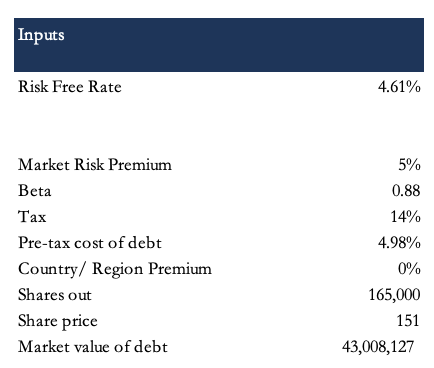 Inputs
Risk Free Rate 4.61%
Market Risk Premium 5%
Beta 0.88
Tax 14%
Pre-tax cost of debt 4.98%
Country/ Region Premium 0%
Shares out 165,000
Share price 151
Market value of debt 43,008,127